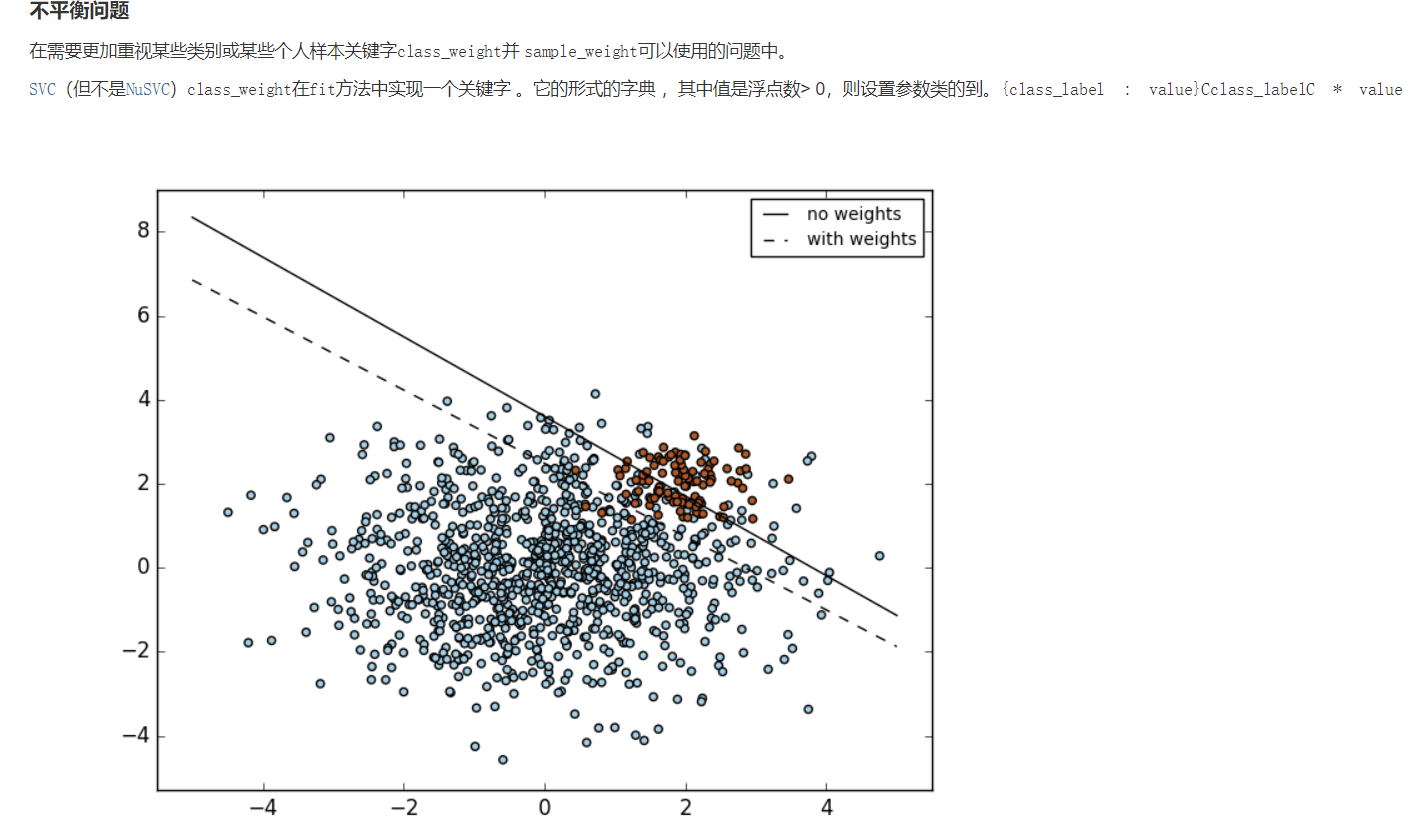 不平衡问题
在需要更加重视某些类别或某些个人样本关键字class_weight并 sample_weight可以使用的问题中。
SVC（但不是NuSVC）class_weight在fit方法中实现一个关键字 。它的形式的字典 ，其中值是浮点数> 0，则设置参数类的到。{class_label : value}Cclass_labelC * value
no weights
with weights
8
6
4
2
0
−2
−4
−4 −2 0 2 4